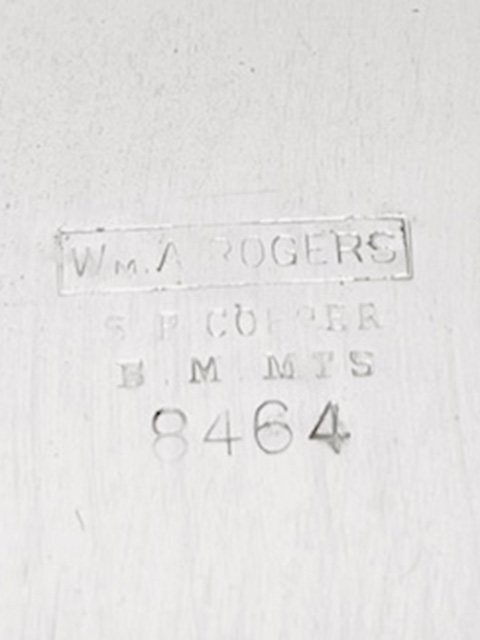 WM. A ROGERS
S P COPPER
B M MTS
8464